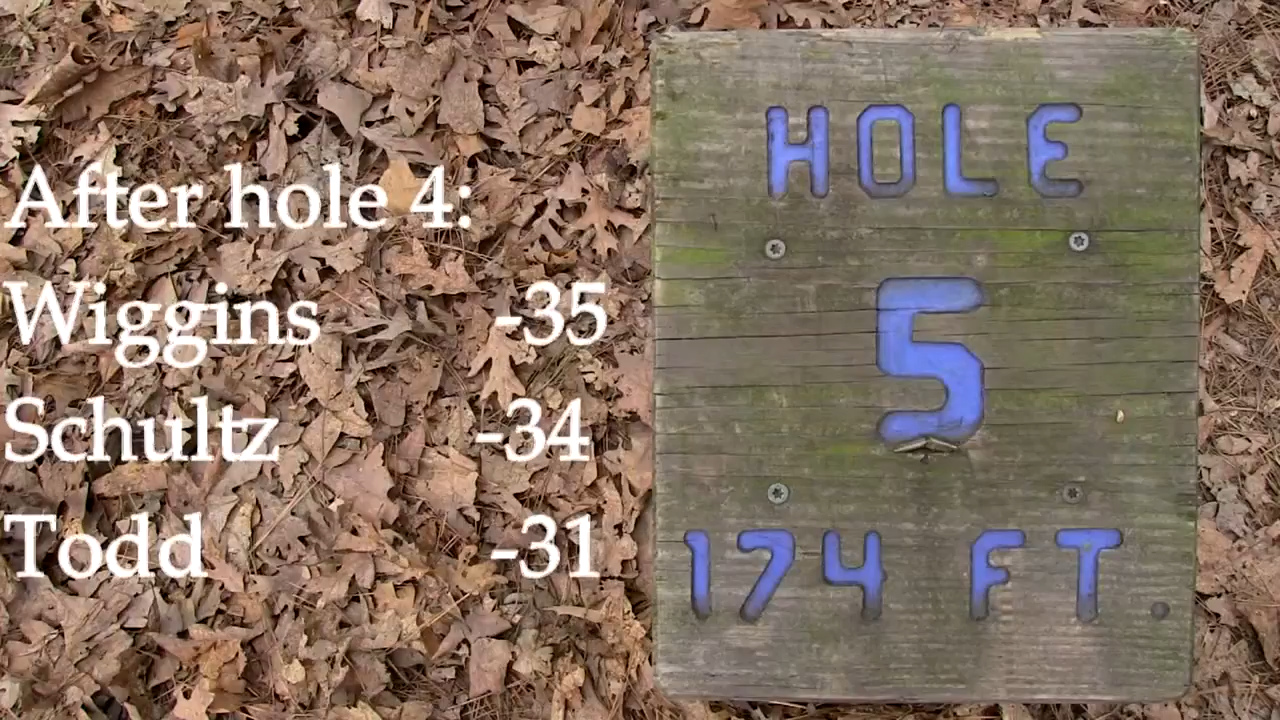 After hole 4:
Wiggins -35
Schultz -34
Todd -31
HOLE
5
174 FT.